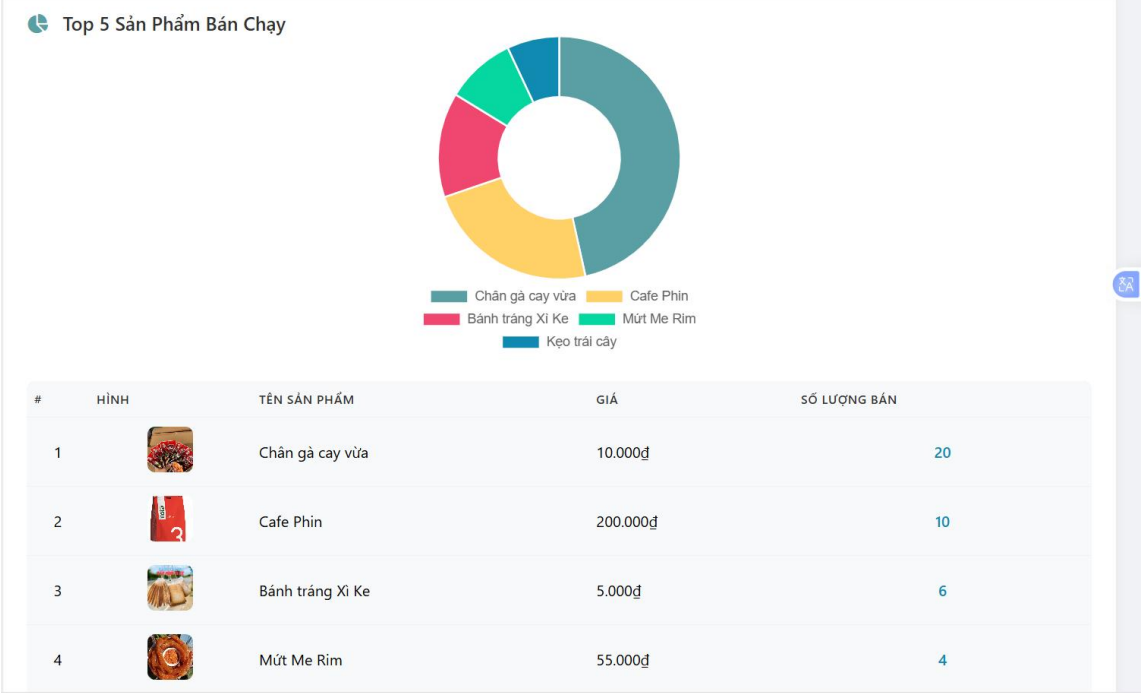 Top 5 Sản Phẩm Bán Chạy
Chân gà cay vừa Cafe Phin
Bánh tráng Xì Ke Mứt Me Rim
Kẹo trái cây
# HÌNH TÊN SẢN PHẨM GIÁ SỐ LƯỢNG BÁN
1 Chân gà cay vừa 10.000₫ 20
2 Cafe Phin 200.000₫ 10
3 Bánh tráng Xì Ke 5.000₫ 6
4 Mứt Me Rim 55.000₫ 4